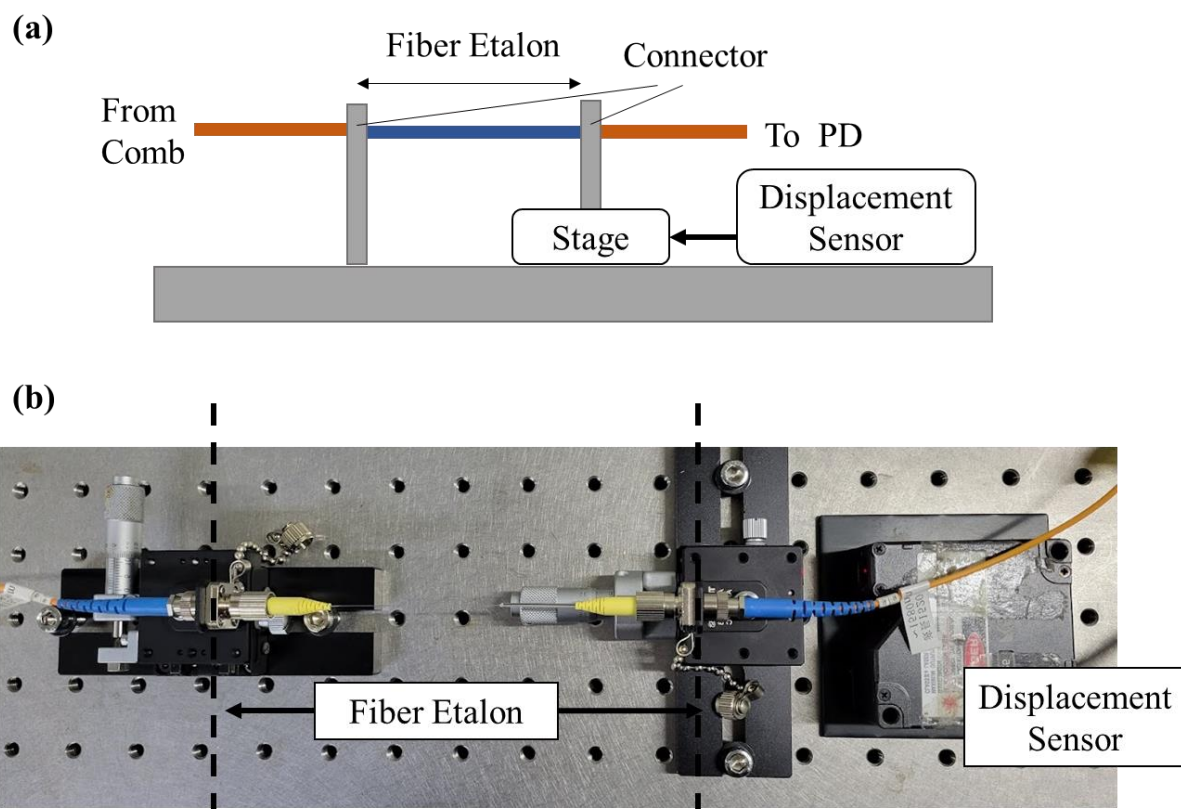 (a)
Fiber Etalon
Connector
From
Comb
To PD
Displacement
Sensor
Stage
(b)
Fiber Etalon
Displacement
Sensor